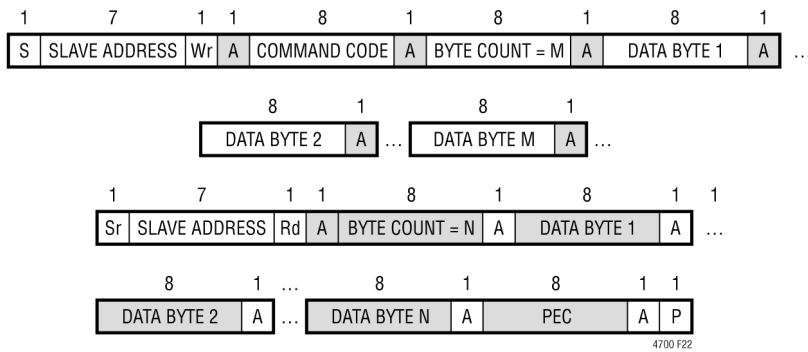 1 7 1 1 8 1 8 1 8 1
S SLAVE ADDRESS Wr A COMMAND CODE A BYTE COUNT = M A DATA BYTE 1 A ...
8 1 8 1
DATA BYTE 2 A ... DATA BYTE M A ...
1 7 1 1 8 1 8 1 1
Sr SLAVE ADDRESS Rd A BYTE COUNT = N A DATA BYTE 1 A ...
8 1 ... 8 1 8 1 1
DATA BYTE 2 A ... DATA BYTE N A PEC A P
4700 F22